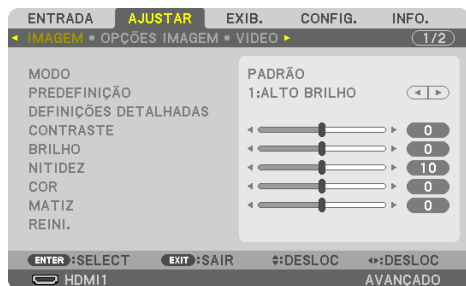 ENTRADA AJUSTAR EXIB. CONFIG. INFO.
IMAGEM • OPÇÕES IMAGEM • VIDEO 1/2
MODO PADRÃO
PREDEFINIÇÃO 1:ALTO BRILHO
DEFINIÇÕES DETALHADAS
CONTRASTE 0
BRILHO 0
NITIDEZ 10
COR 0
MATIZ 0
REINI.
ENTER :SELECT EXIT :SAIR :DESLOC :DESLOC
HDMI1 AVANÇADO